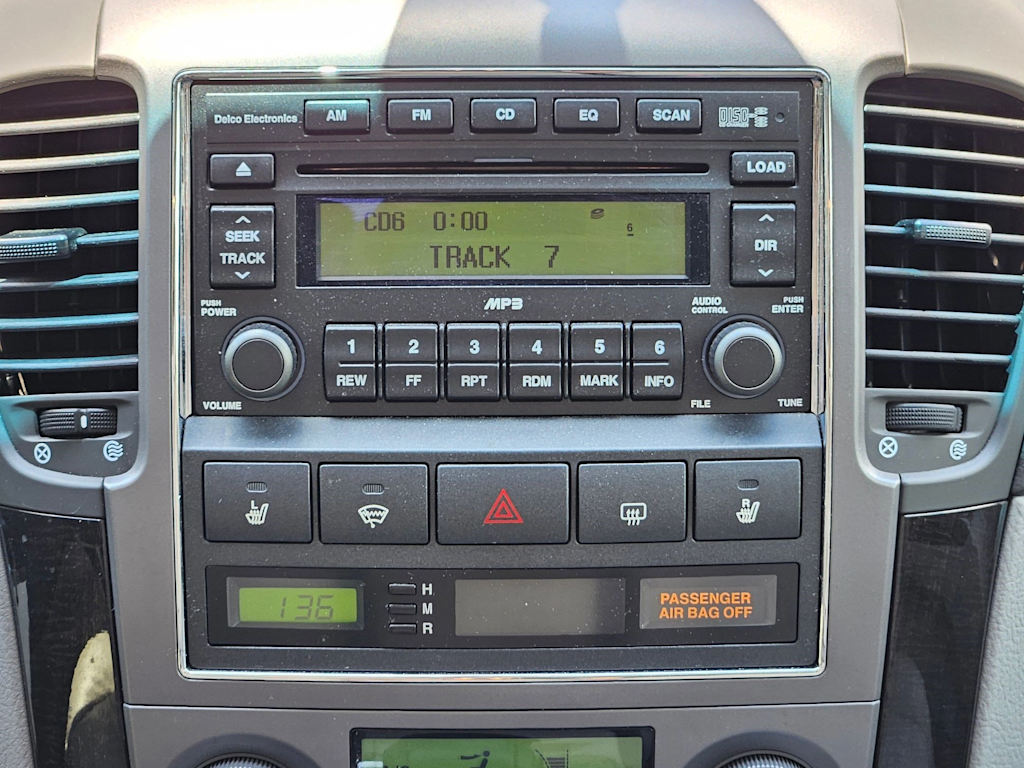 Delco Electronics AM FM CD EQ SCAN DISC
LOAD
SEEK
TRACK
CD6 0:00 6
TRACK 7
DIR
PUSH
POWER
MP3
AUDIO
CONTROL
PUSH
ENTER
1 2 3 4 5 6
REW FF RPT RDM MARK INFO
VOLUME
FILE TUNE
L
R
136
H
M
R
PASSENGER
AIR BAG OFF